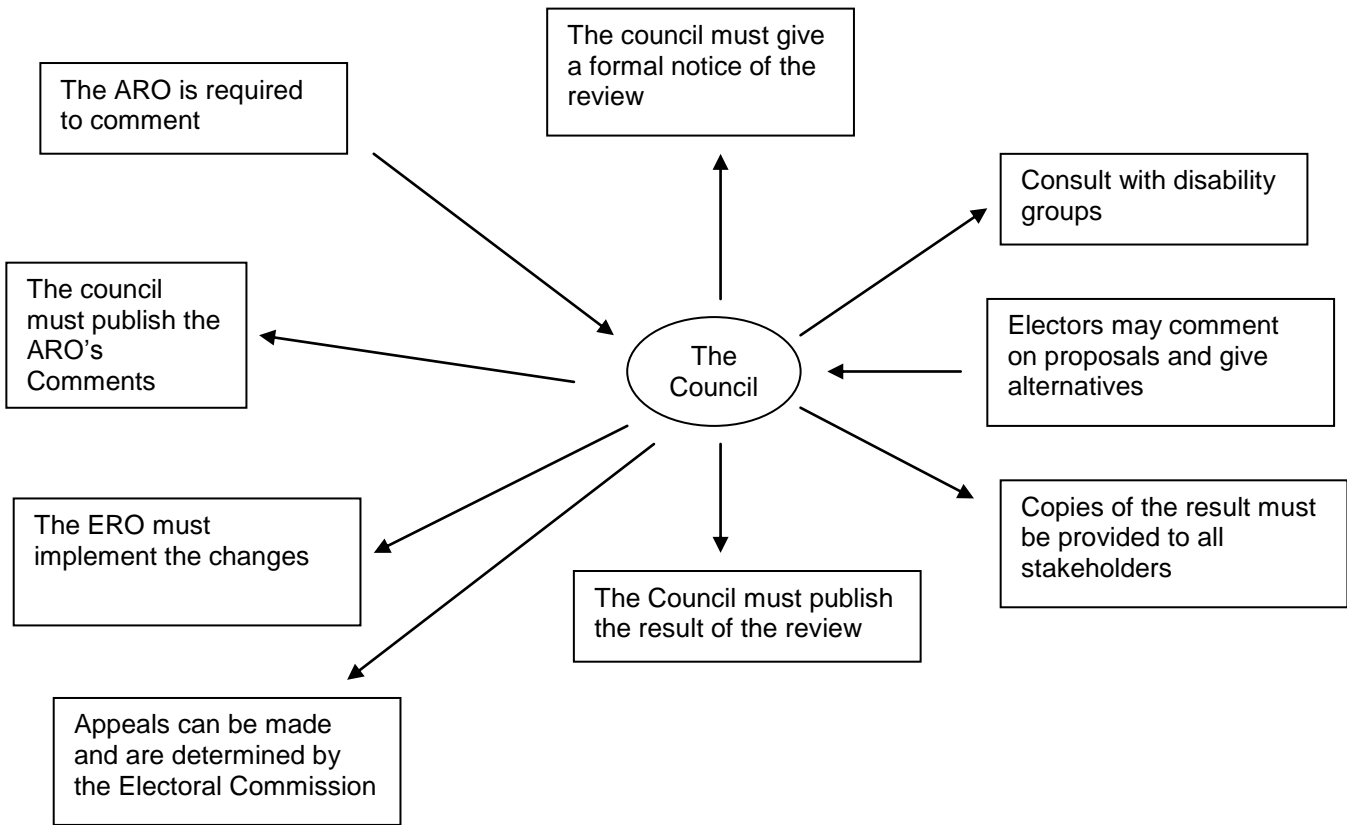 The council must give
a formal notice of the
review
The ARO is required
to comment
Consult with disability
groups
The council
must publish the
ARO’s
Comments
Electors may comment
on proposals and give
alternatives
The
Council
Copies of the result must
be provided to all
stakeholders
The ERO must
implement the changes
The Council must publish
the result of the review
Appeals can be made
and are determined by
the Electoral Commission